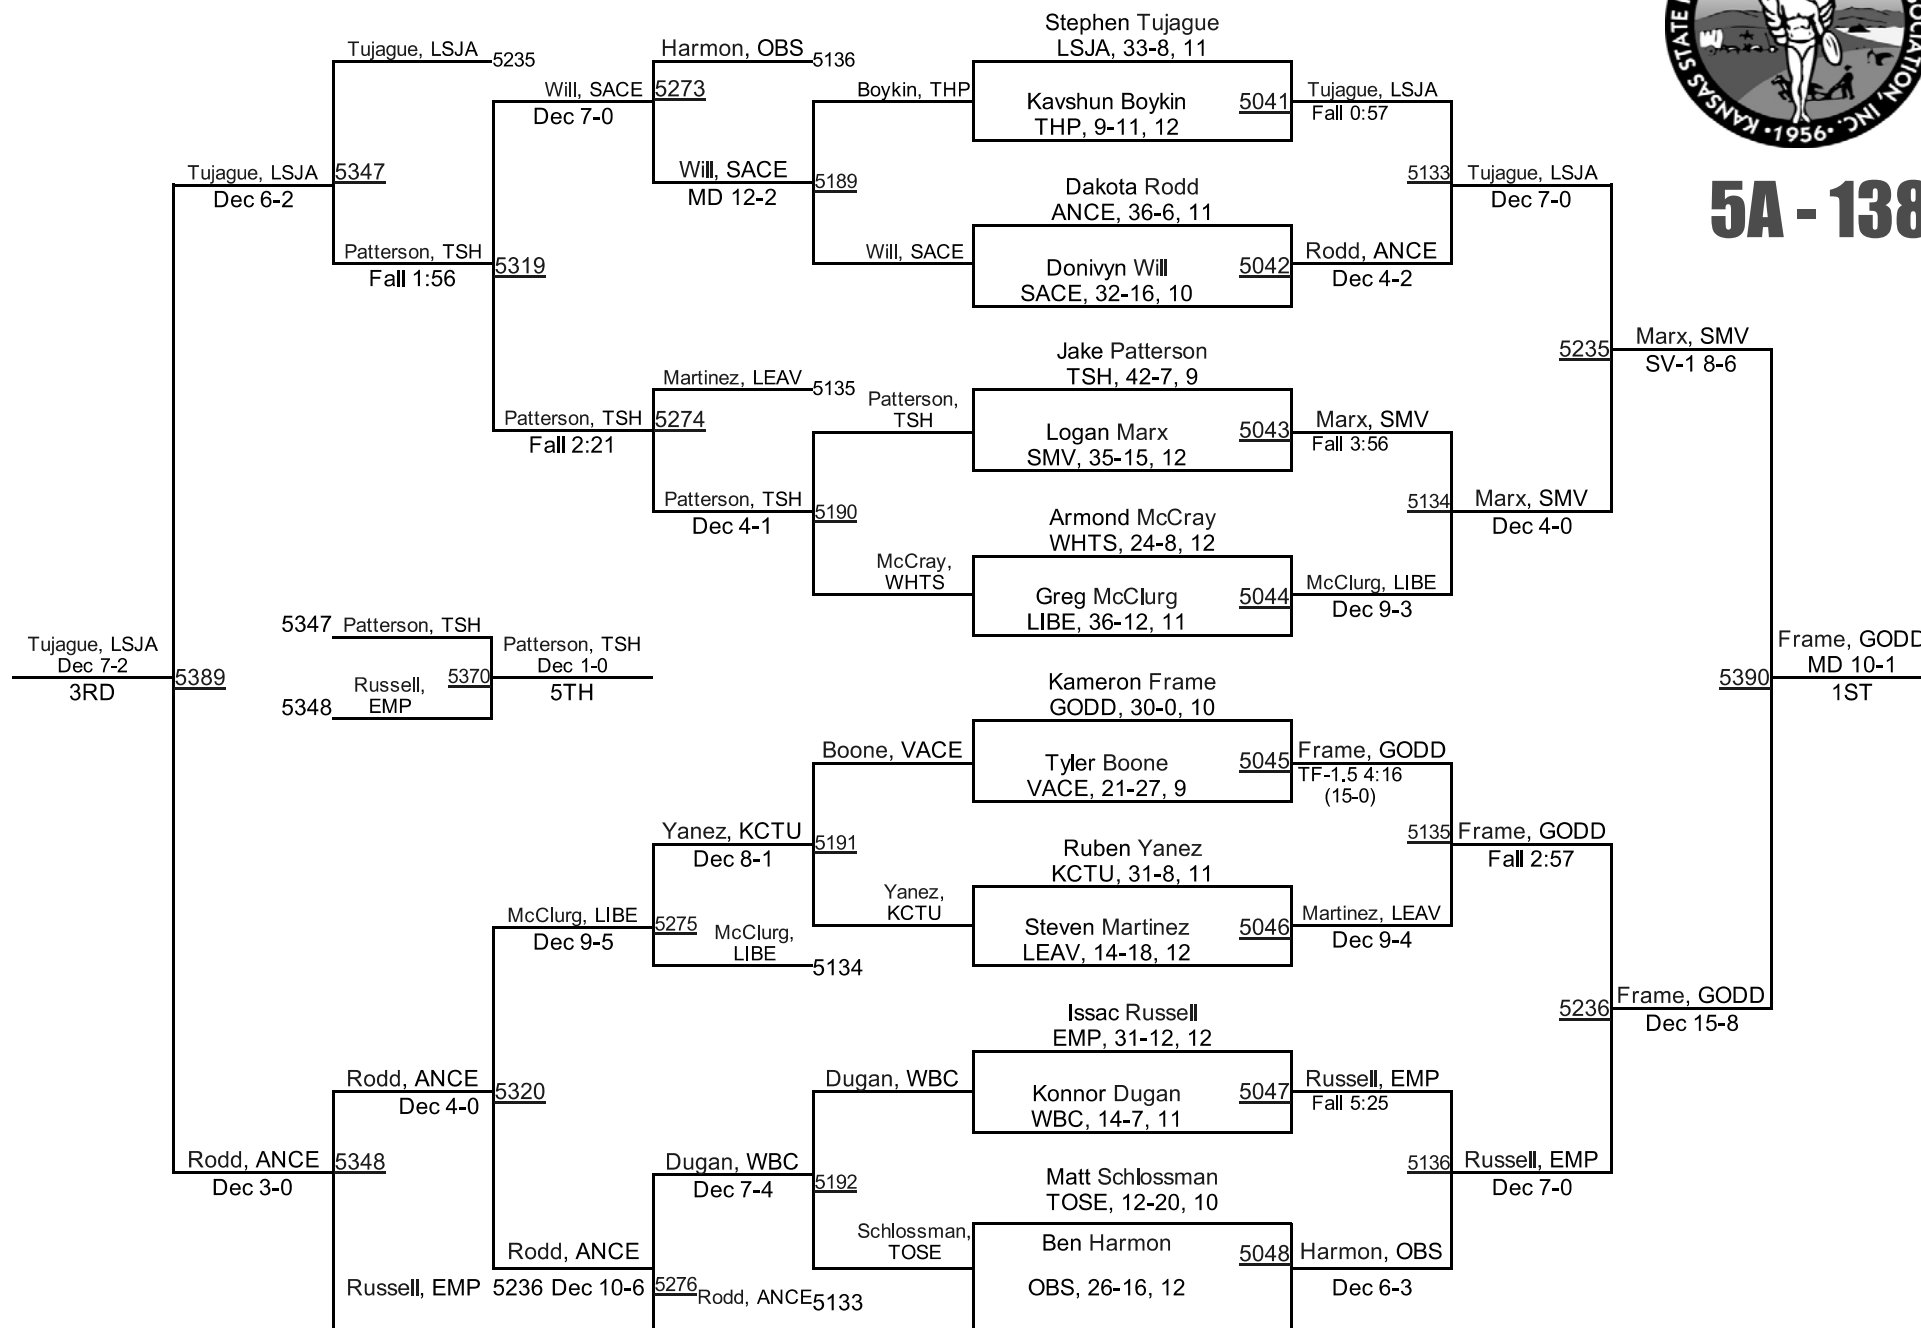 Stephen Tujague
LSJA, 33-8, 11
Kavshun Boykin
THP, 9-11, 12
5041
Dakota Rodd
ANCE, 36-6, 11
Donivyn Will
SACE, 32-16, 10
5042
Jake Patterson
TSH, 42-7, 9
Logan Marx
SMV, 35-15, 12
5043
Armond McCray
WHTS, 24-8, 12
Greg McClurg
LIBE, 36-12, 11
5044
Kameron Frame
GODD, 30-0, 10
Tyler Boone
VACE, 21-27, 9
5045
Ruben Yanez
KCTU, 31-8, 11
Steven Martinez
LEAV, 14-18, 12
5046
Issac Russell
EMP, 31-12, 12
Konnor Dugan
WBC, 14-7, 11
5047
Matt Schlossman
TOSE, 12-20, 10
Ben Harmon
OBS, 26-16, 12
5048
Tujague, LSJA
Fall 0:57
Rodd, ANCE
Dec 4-2
Marx, SMV
Fall 3:56
McClurg, LIBE
Dec 9-3
Frame, GODD
TF-1.5 4:16
(15-0)
Martinez, LEAV
Dec 9-4
Russell, EMP
Fall 5:25
Harmon, OBS
Dec 6-3
5133
Tujague, LSJA
Dec 7-0
5134
Marx, SMV
Dec 4-0
5135
Frame, GODD
Fall 2:57
5136
Russell, EMP
Dec 7-0
5235
Marx, SMV
SV-1 8-6
5236
Frame, GODD
Dec 15-8
5390
Frame, GODD
MD 10-1
1ST
KANSAS STATE
OCIATION, INC.
•1956•
5A - 138
Boykin, THP
Will, SACE
Patterson,
TSH
McCray,
WHTS
Boone, VACE
Yanez,
KCTU
Dugan, WBC
Schlossman,
TOSE
Harmon, OBS
5136
Will, SACE
MD 12-2
5189
Martinez, LEAV
5135
Patterson, TSH
Dec 4-1
5190
Yanez, KCTU
Dec 8-1
5191
McClurg,
LIBE
5134
Dugan, WBC
Dec 7-4
5192
Rodd, ANCE
5133
Will, SACE
Dec 7-0
5273
Patterson, TSH
Fall 2:21
5274
McClurg, LIBE
Dec 9-5
5275
Rodd, ANCE
Dec 10-6
5276
Tujague, LSJA
5235
Patterson, TSH
Fall 1:56
5319
Rodd, ANCE
Dec 4-0
5320
Russell, EMP
5236
Tujague, LSJA
Dec 6-2
5347
Rodd, ANCE
Dec 3-0
5348
5347
Patterson, TSH
5348
Russell,
EMP
5370
Patterson, TSH
Dec 1-0
5TH
Tujague, LSJA
Dec 7-2
3RD
5389